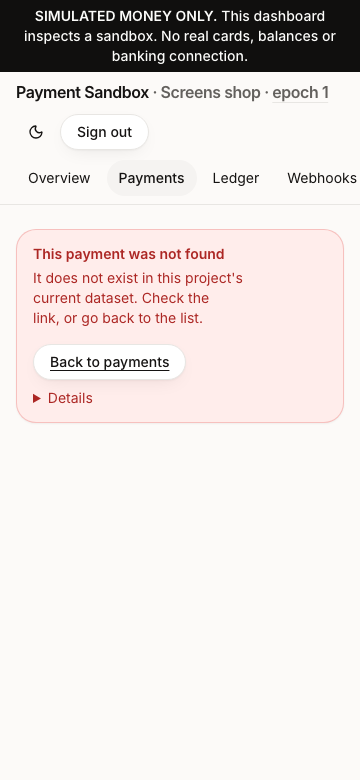 SIMULATED MONEY ONLY. This dashboard
inspects a sandbox. No real cards, balances or
banking connection.
Payment Sandbox · Screens shop · epoch 1
Sign out
Overview Payments Ledger Webhooks
This payment was not found
It does not exist in this project's
current dataset. Check the
link, or go back to the list.
Back to payments
Details